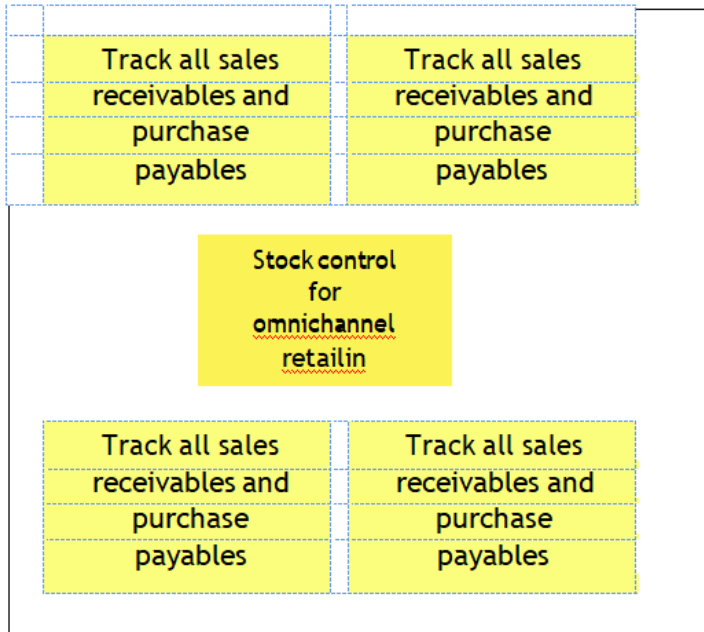 Track all sales
receivables and
purchase
payables
Track all sales
receivables and
purchase
payables
Stock control
for
omnichannel
retailin
Track all sales
receivables and
purchase
payables
Track all sales
receivables and
purchase
payables